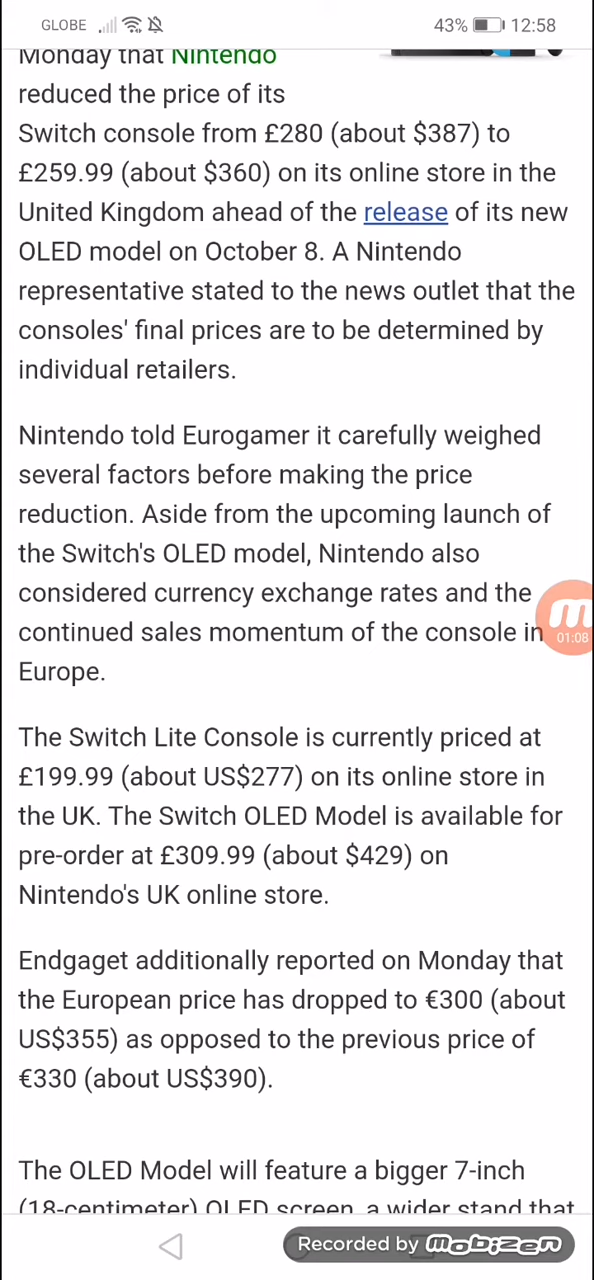 GLOBE 43% 12:58
Monday that Nintendo
reduced the price of its
Switch console from £280 (about $387) to
£259.99 (about $360) on its online store in the
United Kingdom ahead of the release of its new
OLED model on October 8. A Nintendo
representative stated to the news outlet that the
consoles' final prices are to be determined by
individual retailers.
Nintendo told Eurogamer it carefully weighed
several factors before making the price
reduction. Aside from the upcoming launch of
the Switch's OLED model, Nintendo also
considered currency exchange rates and the
continued sales momentum of the console in
Europe.
m
01:08
The Switch Lite Console is currently priced at
£199.99 (about US$277) on its online store in
the UK. The Switch OLED Model is available for
pre-order at £309.99 (about $429) on
Nintendo's UK online store.
Endgaget additionally reported on Monday that
the European price has dropped to €300 (about
US$355) as opposed to the previous price of
€330 (about US$390).
The OLED Model will feature a bigger 7-inch
(18-centimeter) OLED screen, a wider stand that
Recorded by mobizen